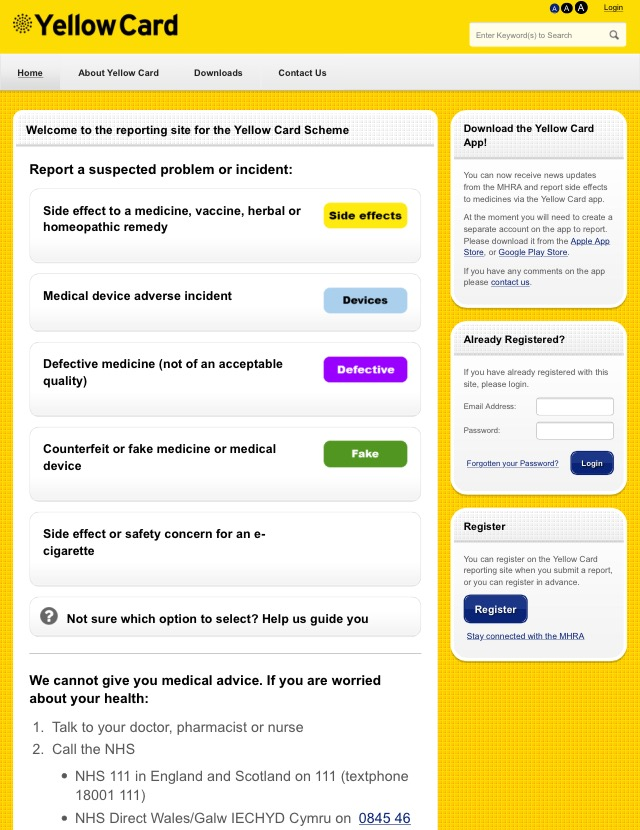 Yellow Card
A A A Login
Enter Keyword(s) to Search
Home About Yellow Card Downloads Contact Us
Welcome to the reporting site for the Yellow Card Scheme
Report a suspected problem or incident:
Side effect to a medicine, vaccine, herbal or
homeopathic remedy
Side effects
Medical device adverse incident
Devices
Defective medicine (not of an acceptable
quality)
Defective
Counterfeit or fake medicine or medical
device
Fake
Side effect or safety concern for an e-
cigarette
? Not sure which option to select? Help us guide you
We cannot give you medical advice. If you are worried
about your health:
1. Talk to your doctor, pharmacist or nurse
2. Call the NHS
• NHS 111 in England and Scotland on 111 (textphone
18001 111)
• NHS Direct Wales/Galw IECHYD Cymru on 0845 46
Download the Yellow Card
App!
You can now receive news updates
from the MHRA and report side effects
to medicines via the Yellow Card app.
At the moment you will need to create a
separate account on the app to report.
Please download it from the Apple App
Store, or Google Play Store.
If you have any comments on the app
please contact us.
Already Registered?
If you have already registered with this
site, please login.
Email Address:
Password:
Forgotten your Password? Login
Register
You can register on the Yellow Card
reporting site when you submit a report,
or you can register in advance.
Register
Stay connected with the MHRA